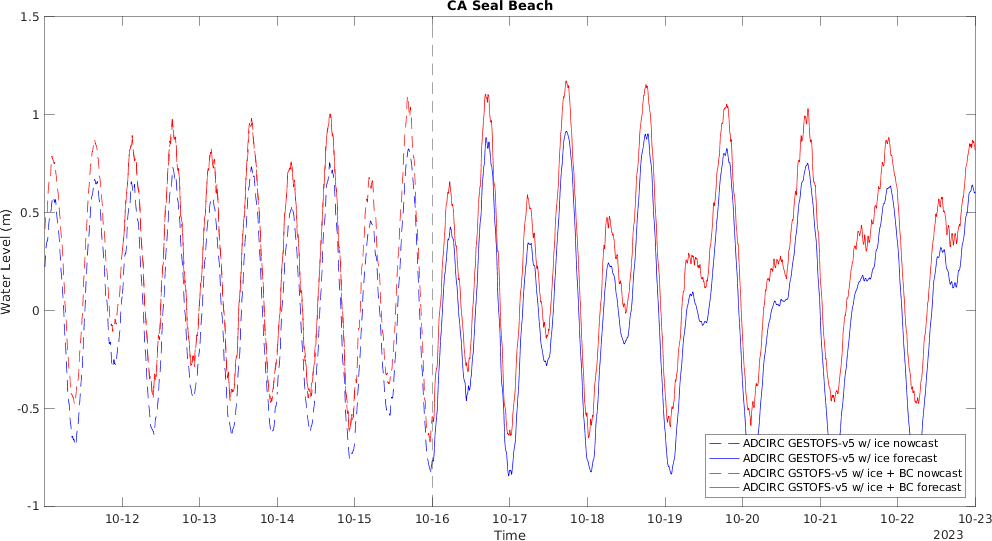 CA Seal Beach
1.5
1
0.5
0
-0.5
-1
Water Level (m)
10-12 10-13 10-14 10-15 10-16 10-17 10-18 10-19 10-20 10-21 10-22 10-23
Time
2023
ADCIRC GESTOFS-v5 w/ ice nowcast
ADCIRC GESTOFS-v5 w/ ice forecast
ADCIRC GSTOFS-v5 w/ ice + BC nowcast
ADCIRC GSTOFS-v5 w/ ice + BC forecast